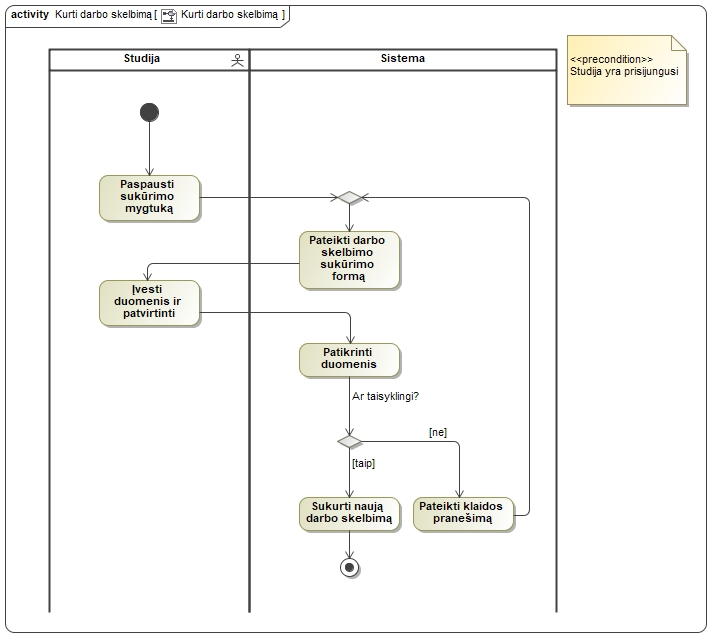 activity Kurti darbo skelbimą [ Kurti darbo skelbimą ]
Studija
Sistema
<<precondition>>
Studija yra prisijungusi
Paspausti
sukūrimo
mygtuką
Pateikti darbo
skelbimo
sukūrimo
formą
Įvesti
duomenis ir
patvirtinti
Patikrinti
duomenis
Ar taisyklingi?
[ne]
[taip]
Sukurti naują
darbo skelbimą
Pateikti klaidos
pranešimą